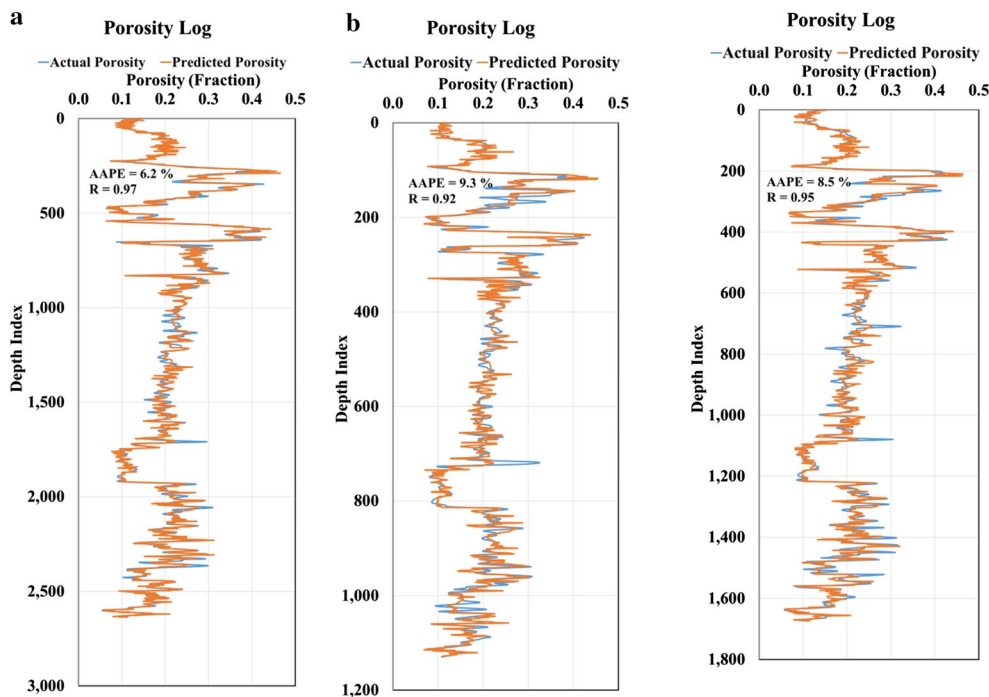 a
Porosity Log
Actual Porosity Predicted Porosity
Porosity (Fraction)
0.0 0.1 0.2 0.3 0.4 0.5
0
500
1,000
1,500
2,000
2,500
3,000
Depth Index
AAPE = 6.2 %
R = 0.97
b
Porosity Log
Actual Porosity Predicted Porosity
Porosity (Fraction)
0.0 0.1 0.2 0.3 0.4 0.5
0
200
400
600
800
1,000
1,200
Depth Index
AAPE = 9.3 %
R = 0.92
Porosity Log
Actual Porosity Predicted Porosity
Porosity (Fraction)
0.0 0.1 0.2 0.3 0.4 0.5
0
200
400
600
800
1,000
1,200
1,400
1,600
1,800
Depth Index
AAPE = 8.5 %
R = 0.95